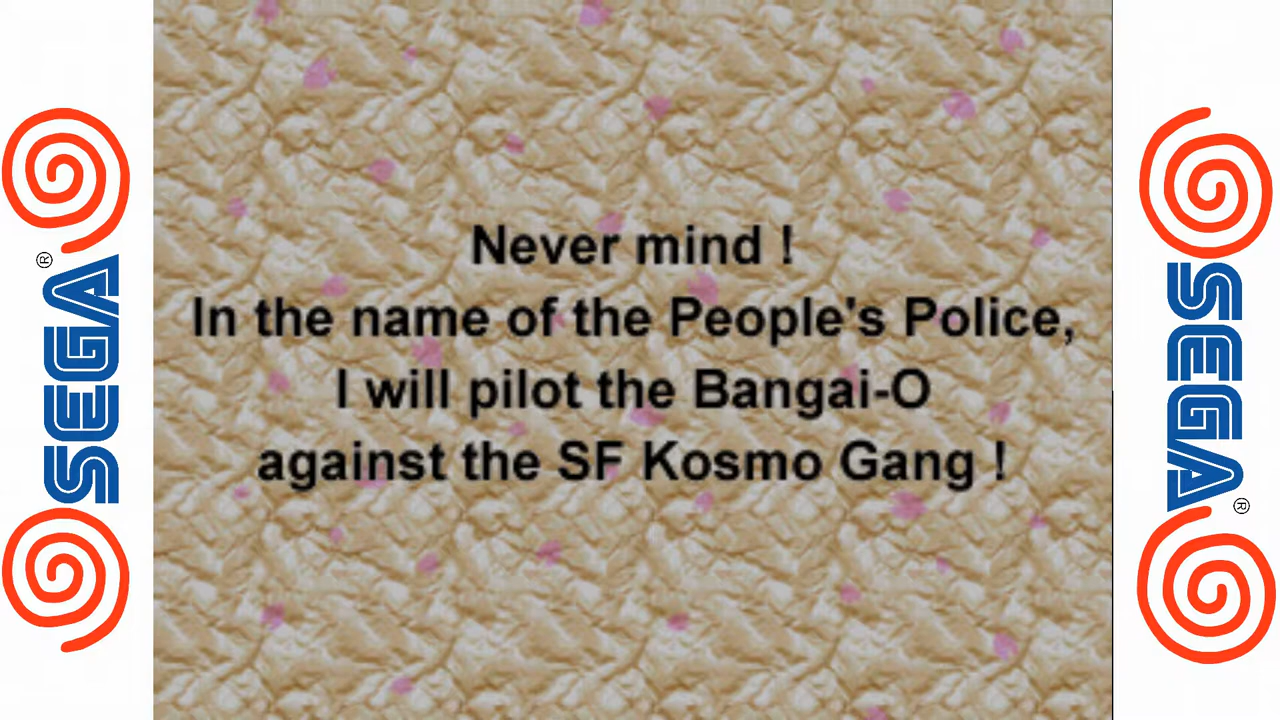 SEGA®
Never mind !
In the name of the People's Police,
I will pilot the Bangai-O
against the SF Kosmo Gang !
SEGA®